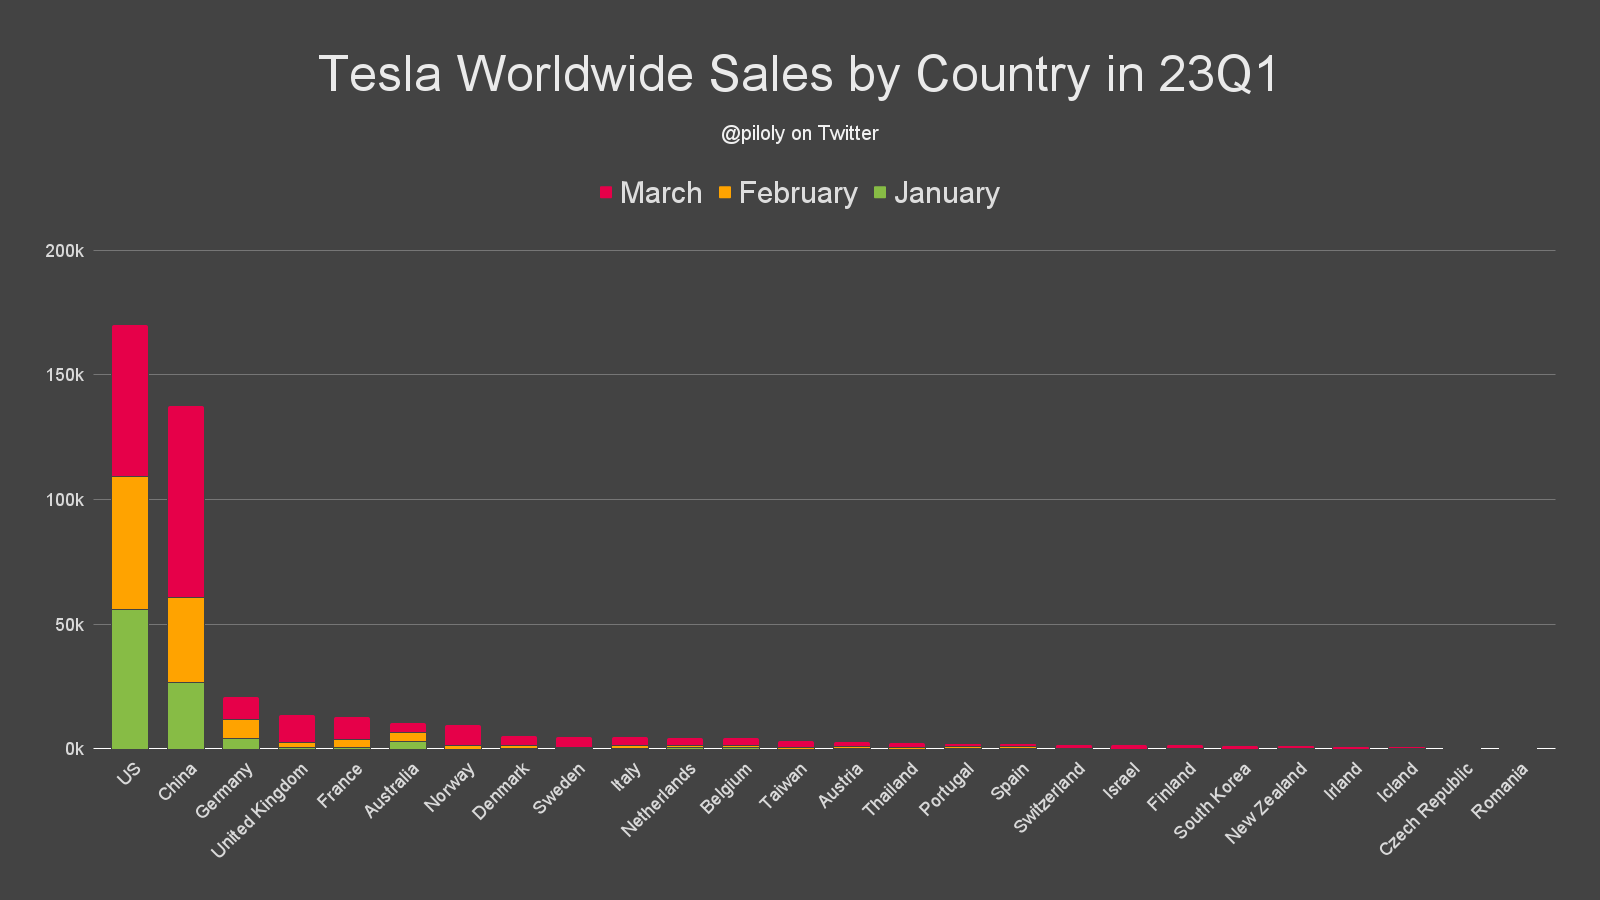 Tesla Worldwide Sales by Country in 23Q1
@piloly on Twitter
March February January
200k
150k
100k
50k
0k
US
China
Germany
United Kingdom
France
Australia
Norway
Denmark
Sweden
Italy
Netherlands
Belgium
Taiwan
Austria
Thailand
Portugal
Spain
Switzerland
Israel
Finland
South Korea
New Zealand
Irland
Icland
Czech Republic
Romania